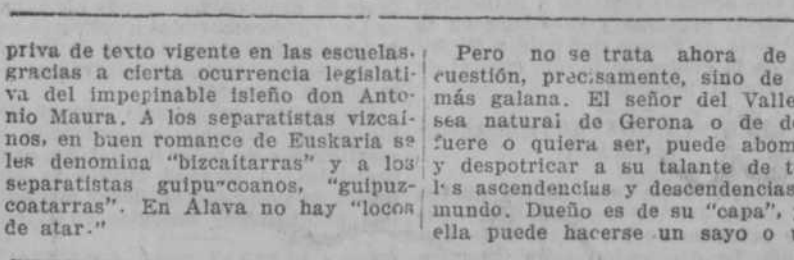 priva de texto vigente en las escuelas.
gracias a cierta ocurrencia legislati-
va del impepinable isleño don Anto-
nio Maura. A los separatistas vizcaí-
nos, en buen romance de Euskaria se
les denomina "bizcaitarras" y a los
separatistas guipuzcoanos, "guipuz-
coatarras". En Alava no hay "locos
de atar."
Pero no se trata ahora de
cuestión, precisamente, sino de
más galana. El señor del Valle
sea natural de Gerona o de d
fuere o quiera ser, puede abom
y despotricar a su talante de t
las ascendencias y descendencias
mundo. Dueño es de su "capa",
ella puede hacerse un sayo o